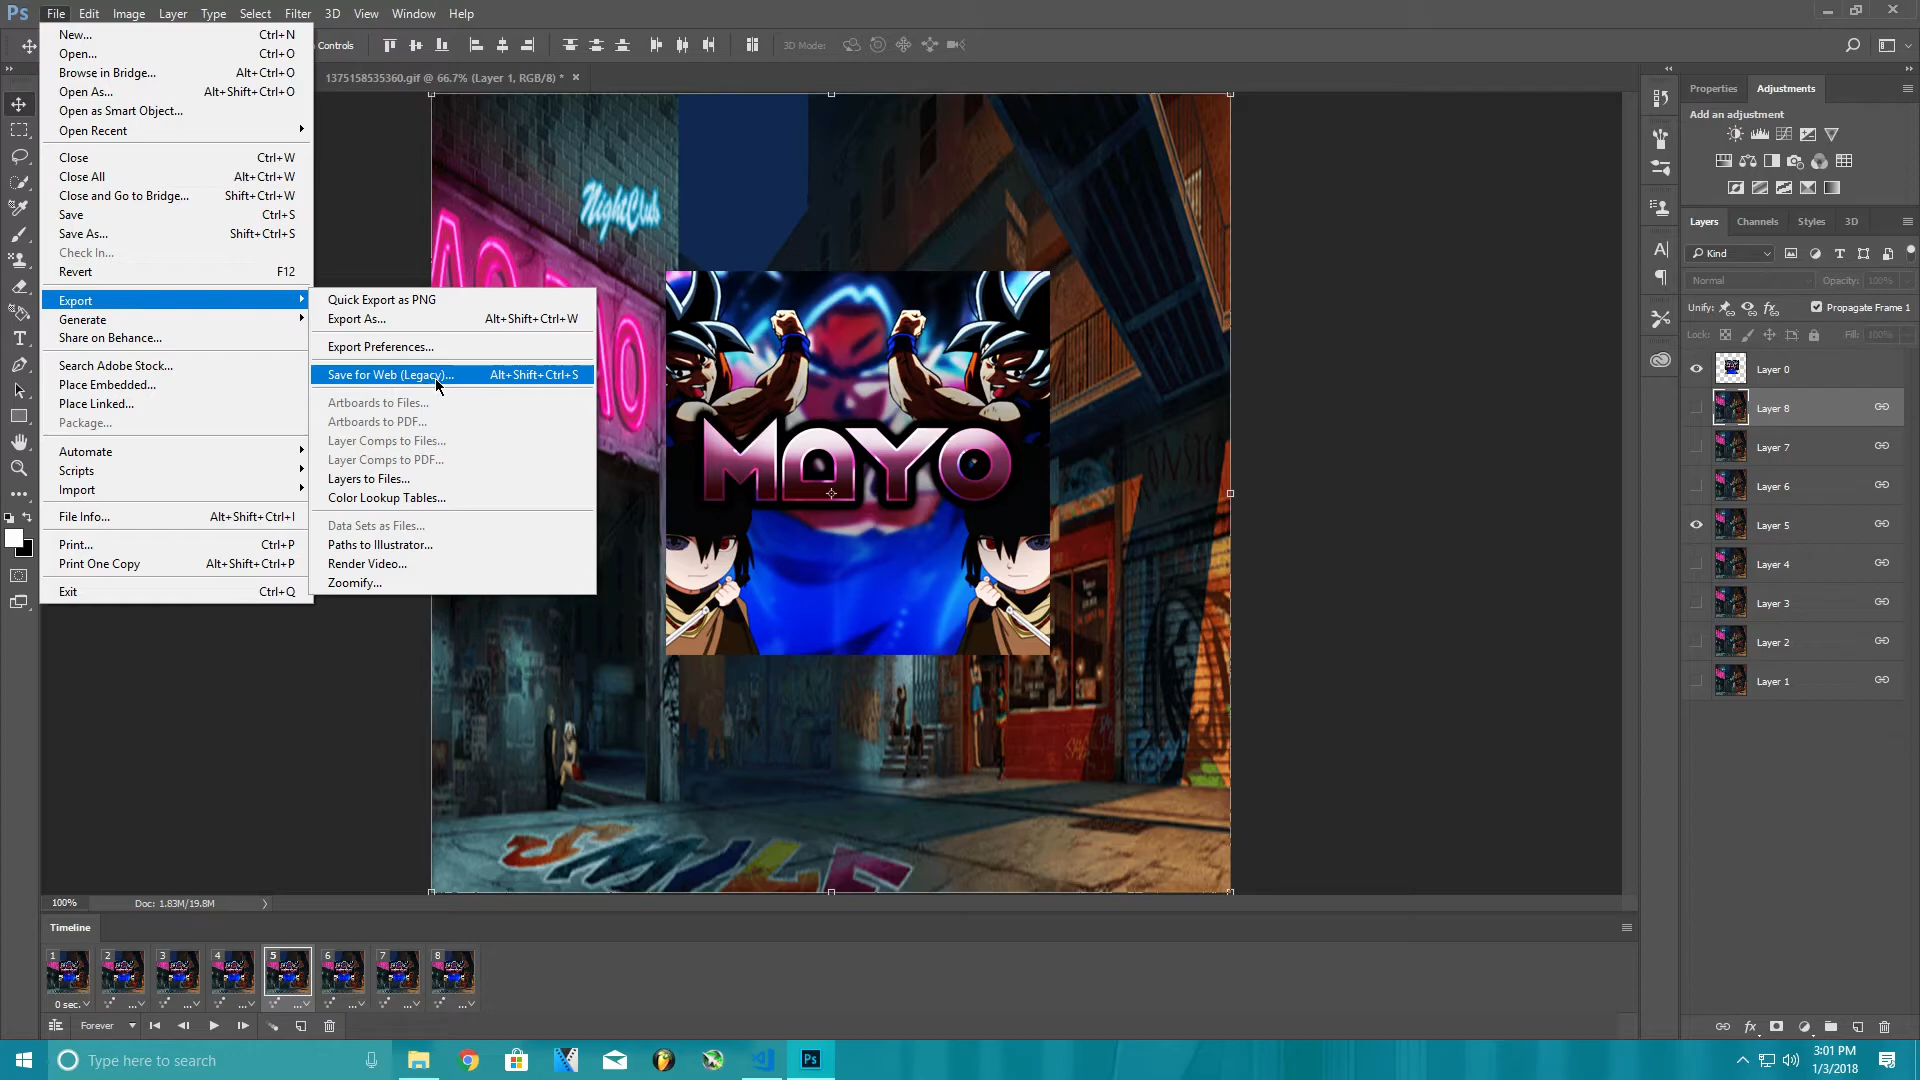 Ps File Edit Image Layer Type Select Filter 3D View Window Help
Controls 3D Mode:
1375158535360.gif @ 66.7% (Layer 1, RGB/8) * ×
New... Ctrl+N
Open... Ctrl+O
Browse in Bridge... Alt+Ctrl+O
Open As... Alt+Shift+Ctrl+O
Open as Smart Object...
Open Recent
Close Ctrl+W
Close All Alt+Ctrl+W
Close and Go to Bridge... Shift+Ctrl+W
Save Ctrl+S
Save As... Shift+Ctrl+S
Check In...
Revert F12
Export
Generate
Share on Behance...
Search Adobe Stock...
Place Embedded...
Place Linked...
Package...
Automate
Scripts
Import
File Info... Alt+Shift+Ctrl+I
Print... Ctrl+P
Print One Copy Alt+Shift+Ctrl+P
Exit Ctrl+Q
Quick Export as PNG
Export As... Alt+Shift+Ctrl+W
Export Preferences...
Save for Web (Legacy)... Alt+Shift+Ctrl+S
Artboards to Files...
Artboards to PDF...
Layer Comps to Files...
Layer Comps to PDF...
Layers to Files...
Color Lookup Tables...
Data Sets as Files...
Paths to Illustrator...
Render Video...
Zoomify...
NightClub
MAYO
SMILE
Properties Adjustments
Add an adjustment
Layers Channels Styles 3D
Kind
Normal Opacity: 100%
Unify: Propagate Frame 1
Lock: Fill: 100%
Layer 0
Layer 8
Layer 7
Layer 6
Layer 5
Layer 4
Layer 3
Layer 2
Layer 1
100% Doc: 1.83M/19.8M
Timeline
1 2 3 4 5 6 7 8
0 sec.
Forever
Type here to search
Ps
3:01 PM
1/3/2018